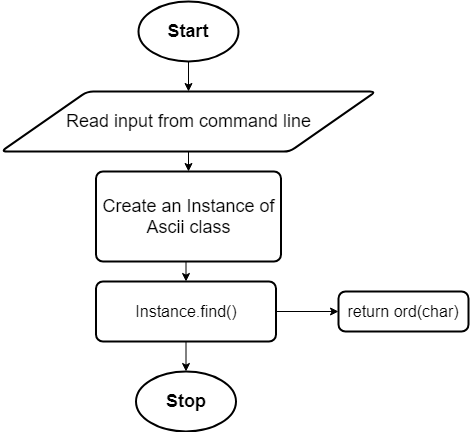 Start
Read input from command line
Create an Instance of
Ascii class
Instance.find()
return ord(char)
Stop